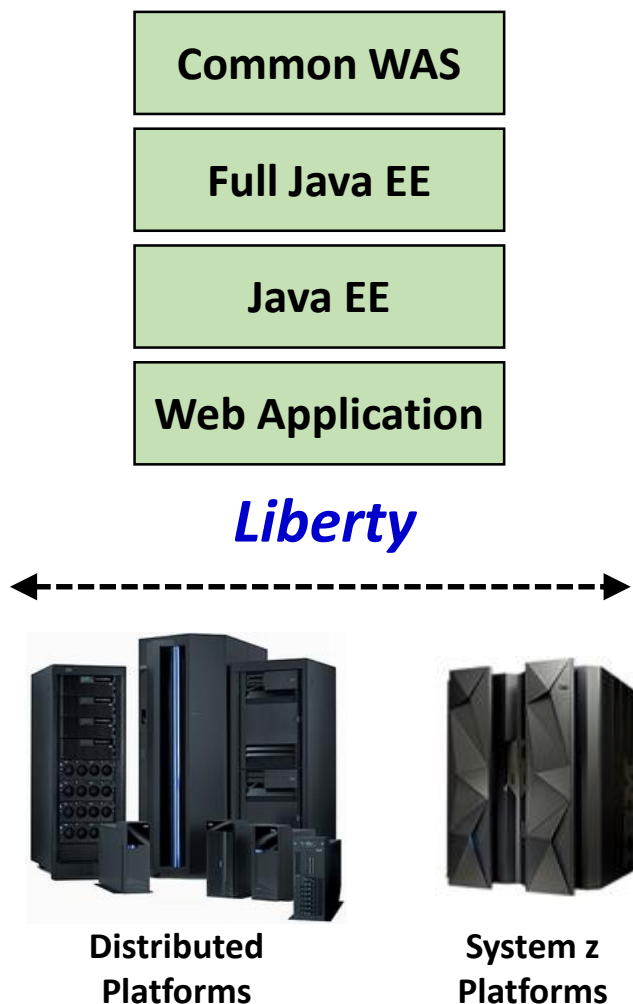 Common WAS
Full Java EE
Java EE
Web Application
Liberty
Distributed
Platforms
System z
Platforms